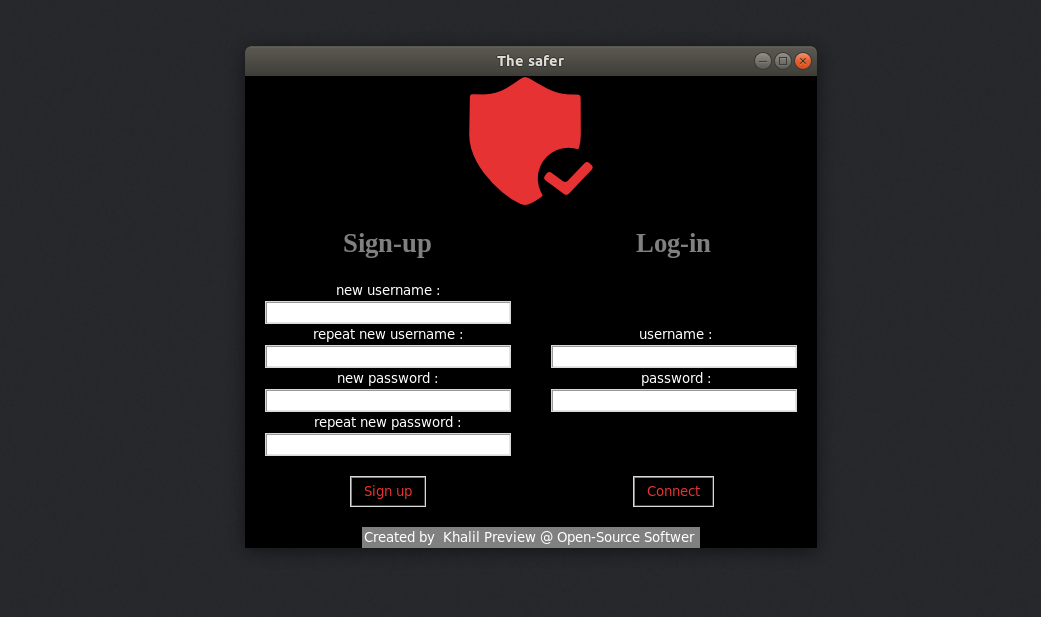 The safer
Sign-up
Log-in
new username :
repeat new username :
username :
new password :
password :
repeat new password :
Sign up
Connect
Created by  Khalil Preview @ Open-Source Softwer